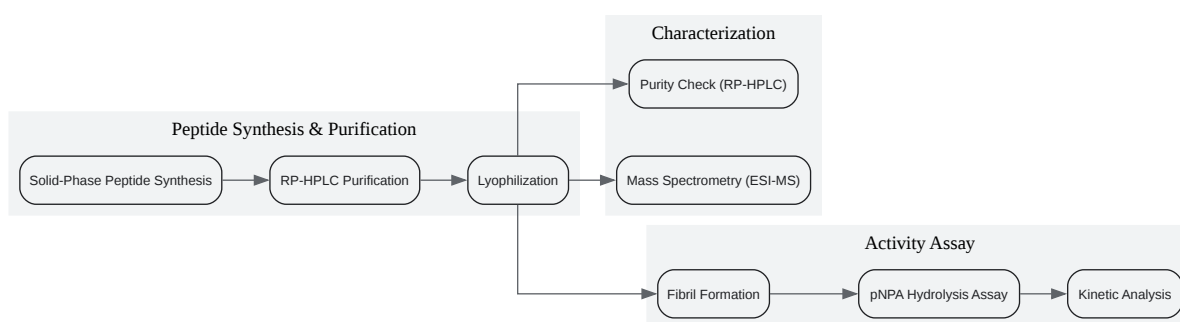 Characterization
Purity Check (RP-HPLC)
Peptide Synthesis & Purification
Solid-Phase Peptide Synthesis
RP-HPLC Purification
Lyophilization
Mass Spectrometry (ESI-MS)
Activity Assay
Fibril Formation
pNPA Hydrolysis Assay
Kinetic Analysis